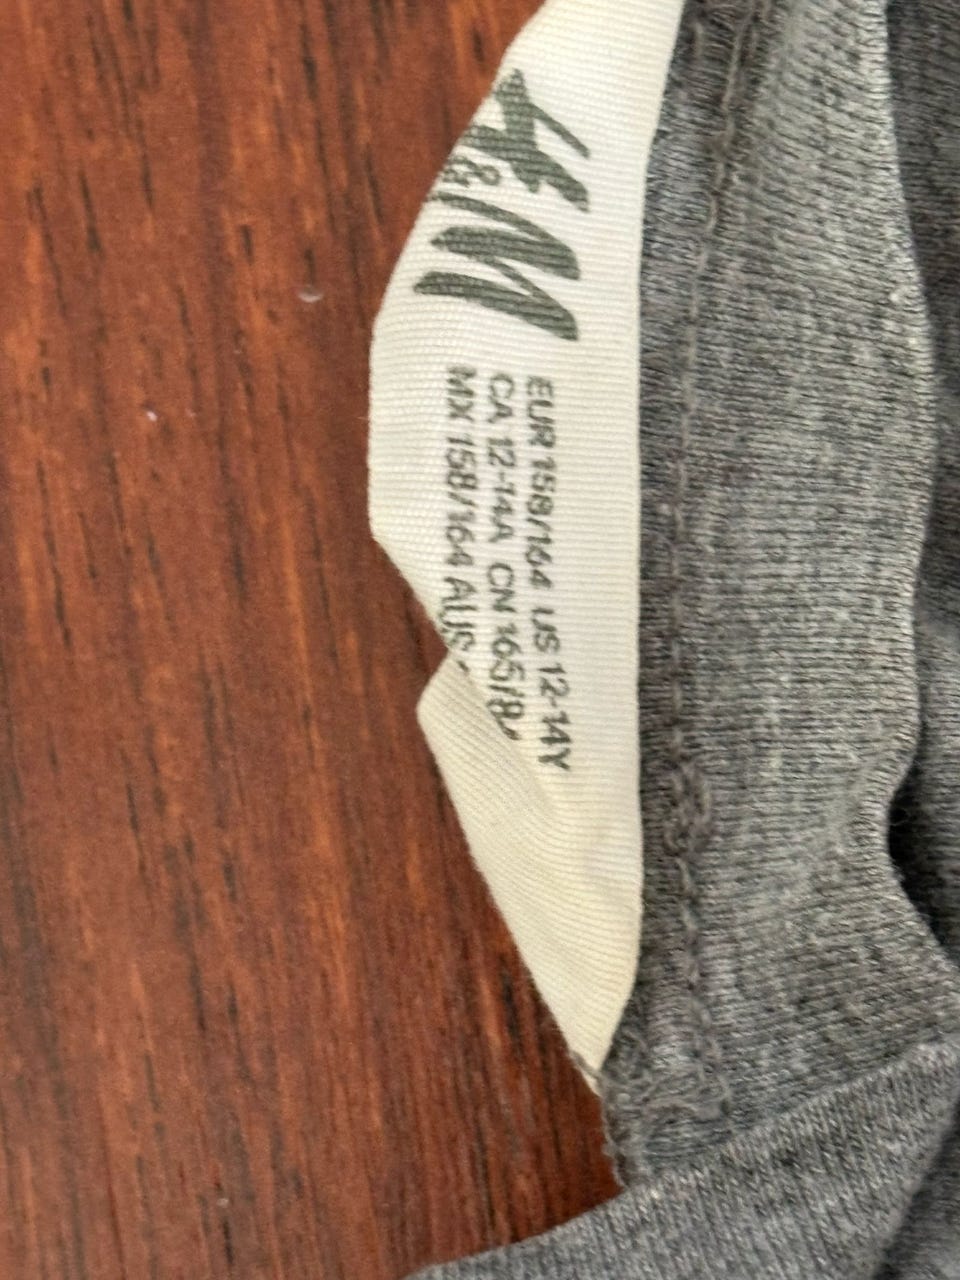 H&M
EUR 158/164 US 12-14Y
CA 12-14A CN 165/8
MX 158/164 AUS